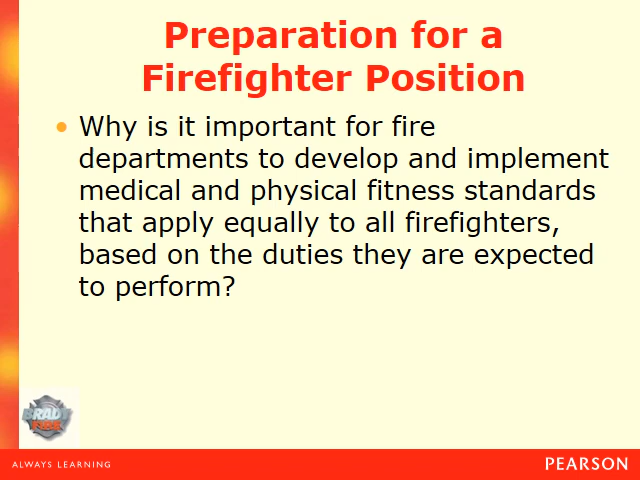 Preparation for a
Firefighter Position
• Why is it important for fire
departments to develop and implement
medical and physical fitness standards
that apply equally to all firefighters,
based on the duties they are expected
to perform?
BRADY
FIRE
ALWAYS LEARNING
PEARSON